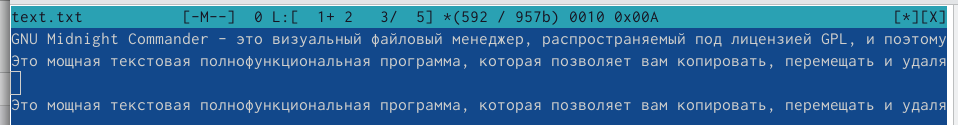 text.txt [-M--] 0 L:[ 1+ 2 3/ 5] *(592 / 957b) 0010 0x00A [*][X]
GNU Midnight Commander – это визуальный файловый менеджер, распространяемый под лицензией GPL, и поэтому
Это мощная текстовая полнофункциональная программа, которая позволяет вам копировать, перемещать и удаля
Это мощная текстовая полнофункциональная программа, которая позволяет вам копировать, перемещать и удаля